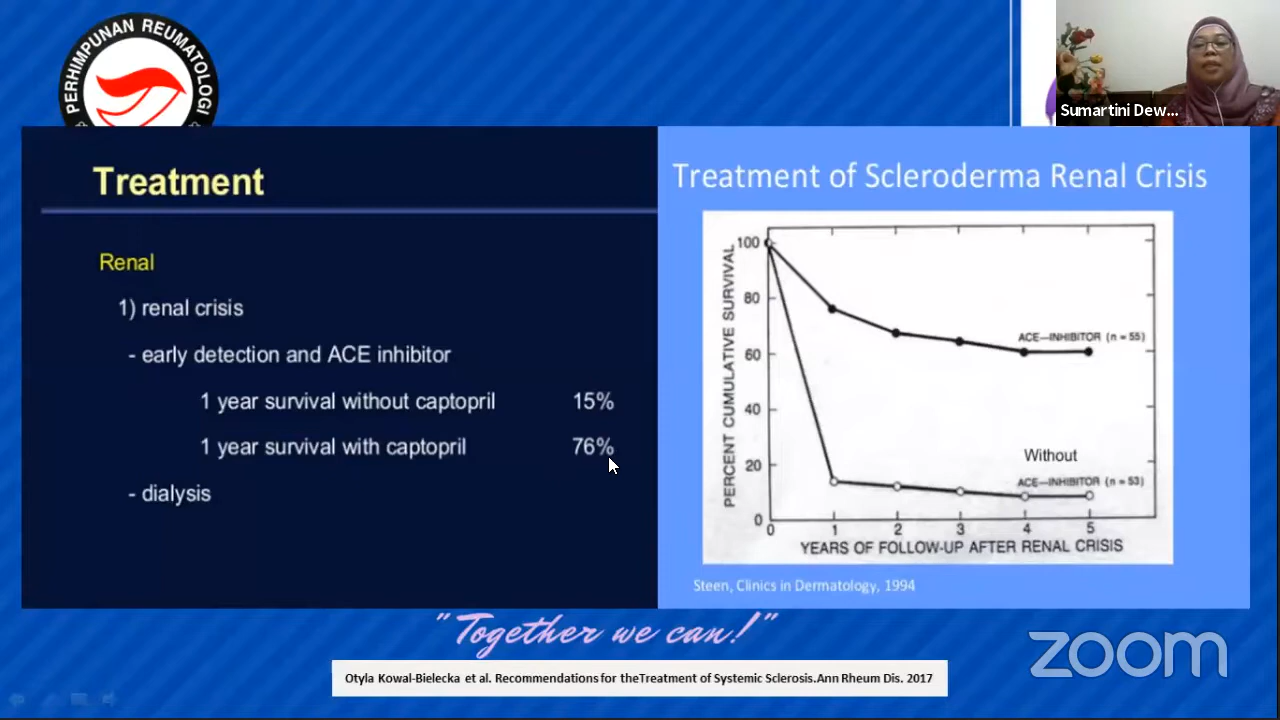 PERHIMPUNAN REUMATOLOGI
Sumartini Dew...
Treatment
Renal
1) renal crisis
- early detection and ACE inhibitor
1 year survival without captopril 15%
1 year survival with captopril 76%
- dialysis
Treatment of Scleroderma Renal Crisis
PERCENT CUMULATIVE SURVIVAL
100
80
60
40
20
0
ACE-INHIBITOR (n = 55)
Without
ACE-INHIBITOR (n = 53)
0 1 2 3 4 5
YEARS OF FOLLOW-UP AFTER RENAL CRISIS
Steen, Clinics in Dermatology, 1994
"Together we can!"
zoom
Otyla Kowal-Bielecka et al. Recommendations for theTreatment of Systemic Sclerosis.Ann Rheum Dis. 2017